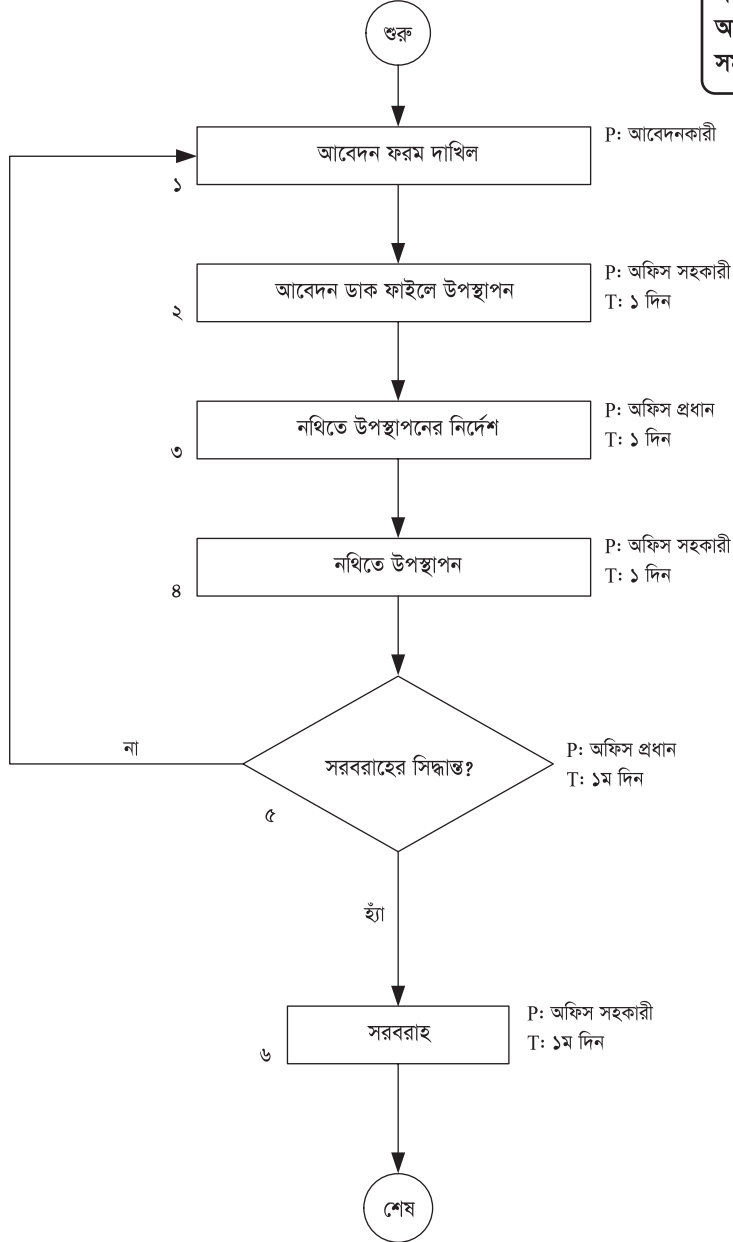 শুরু
আবেদন ফরম দাখিল
P: আবেদনকারী
১
আবেদন ডাক ফাইলে উপস্থাপন
P: অফিস সহকারী
T: ১ দিন
২
নথিতে উপস্থাপনের নির্দেশ
P: অফিস প্রধান
T: ১ দিন
৩
নথিতে উপস্থাপন
P: অফিস সহকারী
T: ১ দিন
৪
না
সরবরাহের সিদ্ধান্ত?
P: অফিস প্রধান
T: ১ম দিন
৫
হ্যাঁ
সরবরাহ
P: অফিস সহকারী
T: ১ম দিন
৬
শেষ